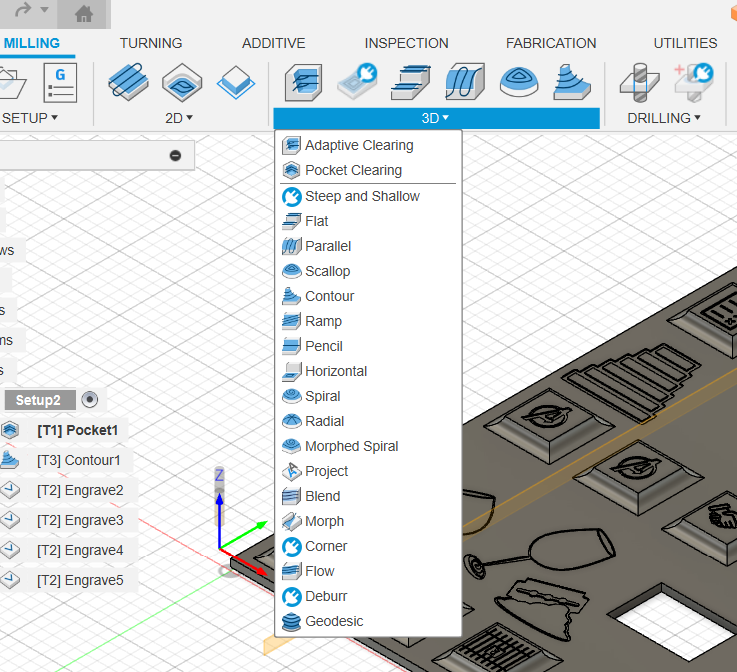 MILLING TURNING ADDITIVE INSPECTION FABRICATION UTILITIES
G
SETUP 2D 3D DRILLING
Adaptive Clearing
Pocket Clearing
Steep and Shallow
Flat
Parallel
Scallop
Contour
Ramp
Pencil
Horizontal
Spiral
Radial
Morphed Spiral
Project
Blend
Morph
Corner
Flow
Deburr
Geodesic
Setup2
[T1] Pocket1
[T3] Contour1
[T2] Engrave2
[T2] Engrave3
[T2] Engrave4
[T2] Engrave5
Z